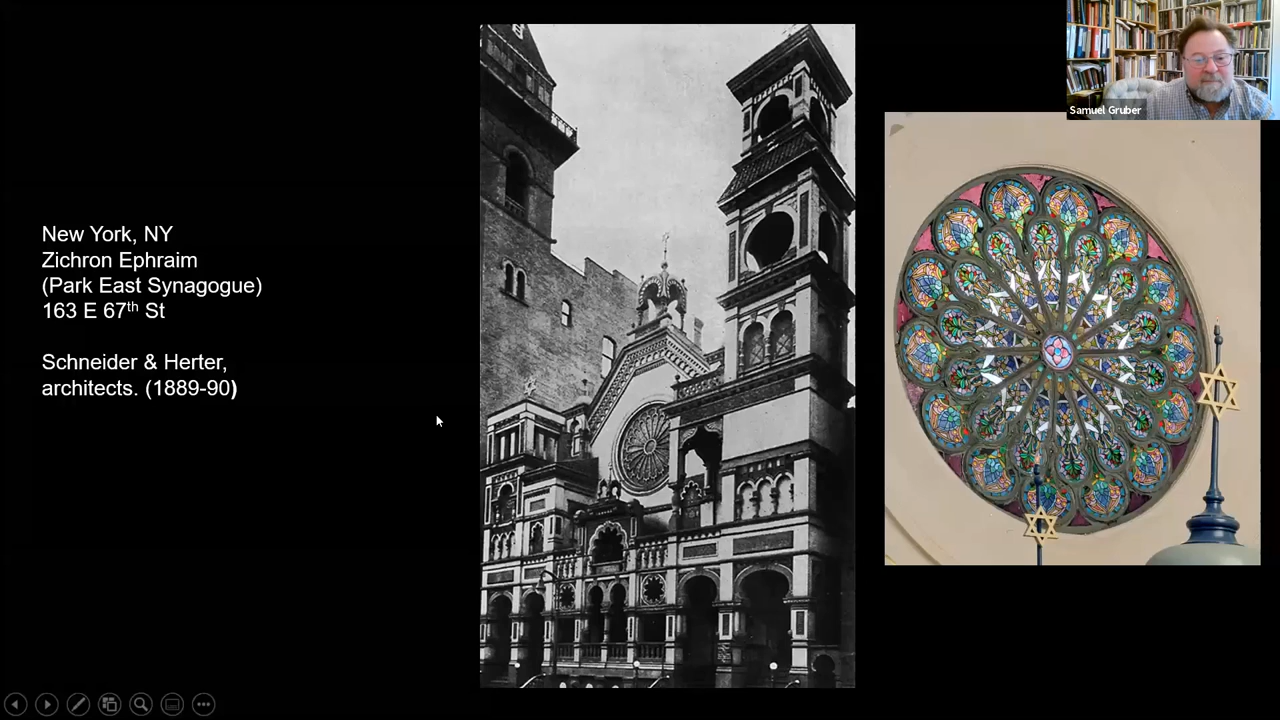 New York, NY
Zichron Ephraim
(Park East Synagogue)
163 E 67th St
Schneider & Herter,
architects. (1889-90)
Samuel Gruber